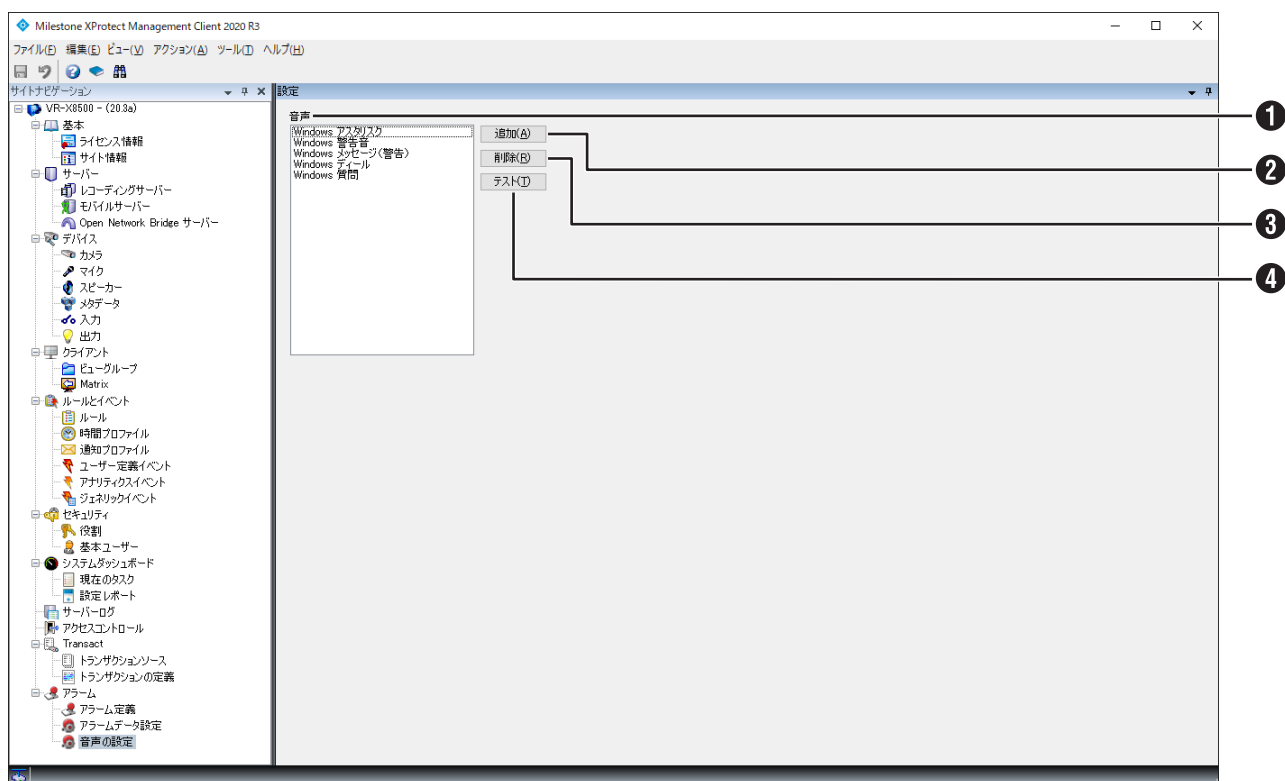 Milestone XProtect Management Client 2020 R3
ファイル(F) 編集(E) ビュー(V) アクション(A) ツール(T) ヘルプ(H)
サイトナビゲーション
設定
VR-X8500 - (20.3a)
基本
ライセンス情報
サイト情報
サーバー
レコーディングサーバー
モバイルサーバー
Open Network Bridge サーバー
デバイス
カメラ
マイク
スピーカー
メタデータ
入力
出力
クライアント
ビューグループ
Matrix
ルールとイベント
ルール
時間プロファイル
通知プロファイル
ユーザー定義イベント
アナリティクスイベント
ジェネリックイベント
セキュリティ
役割
基本ユーザー
システムダッシュボード
現在のタスク
設定レポート
サーバーログ
アクセスコントロール
Transact
トランザクションソース
トランザクションの定義
アラーム
アラーム定義
アラームデータ設定
音声の設定
音声
Windows アスタリスク
Windows 警告音
Windows メッセージ(警告)
Windows ディール
Windows 質問
追加(A)
削除(R)
テスト(T)
❶
❷
❸
❹